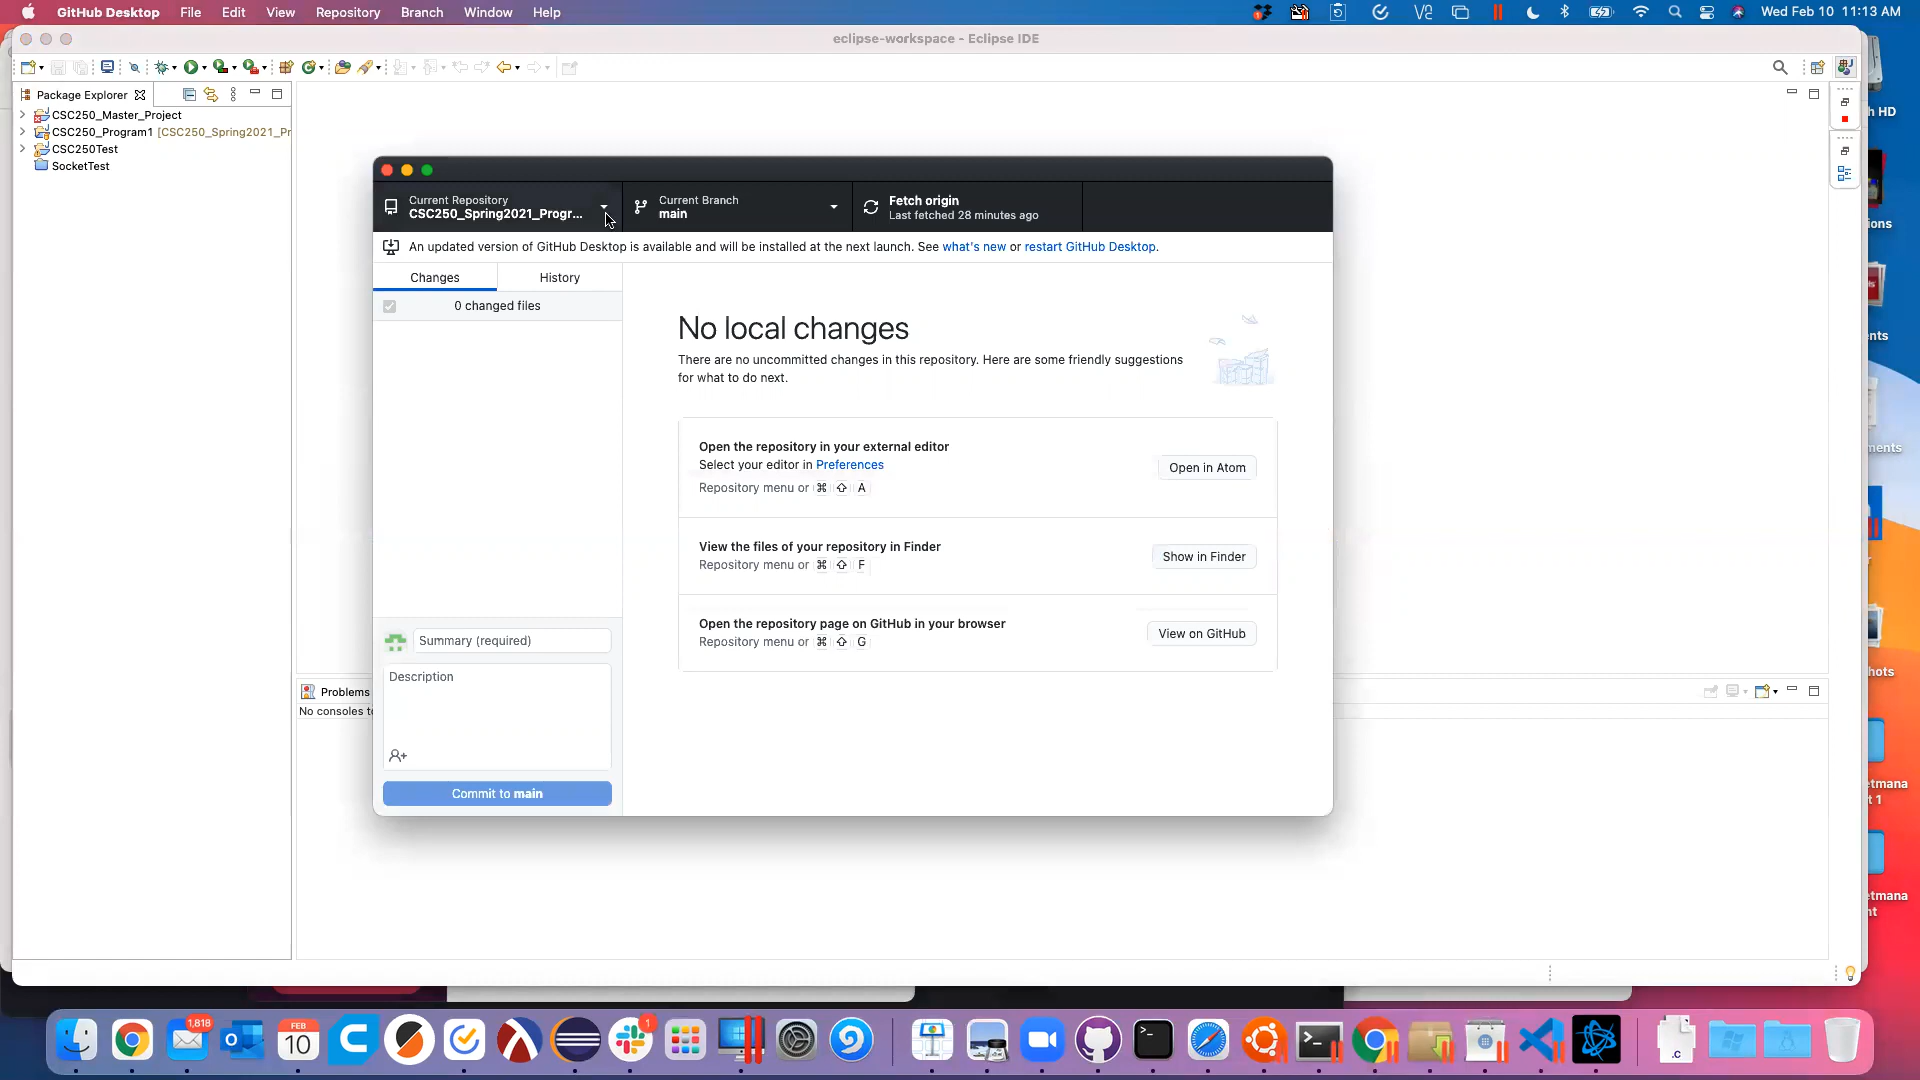 GitHub Desktop File Edit View Repository Branch Window Help
Wed Feb 10 11:13 AM
eclipse-workspace - Eclipse IDE
Package Explorer
CSC250_Master_Project
CSC250_Program1 [CSC250_Spring2021_Pr
CSC250Test
SocketTest
Current Repository
CSC250_Spring2021_Progr...
Current Branch
main
Fetch origin
Last fetched 28 minutes ago
An updated version of GitHub Desktop is available and will be installed at the next launch. See what's new or restart GitHub Desktop.
Changes
History
0 changed files
No local changes
There are no uncommitted changes in this repository. Here are some friendly suggestions
for what to do next.
Open the repository in your external editor
Select your editor in Preferences
Repository menu or ⌘ ⇧ A
Open in Atom
View the files of your repository in Finder
Repository menu or ⌘ ⇧ F
Show in Finder
Open the repository page on GitHub in your browser
Repository menu or ⌘ ⇧ G
View on GitHub
Summary (required)
Description
Commit to main
Problems
No consoles to
h HD
ions
ents
ments
hots
etmana
t 1
etmana
nt
1,818
FEB
10
1
.C